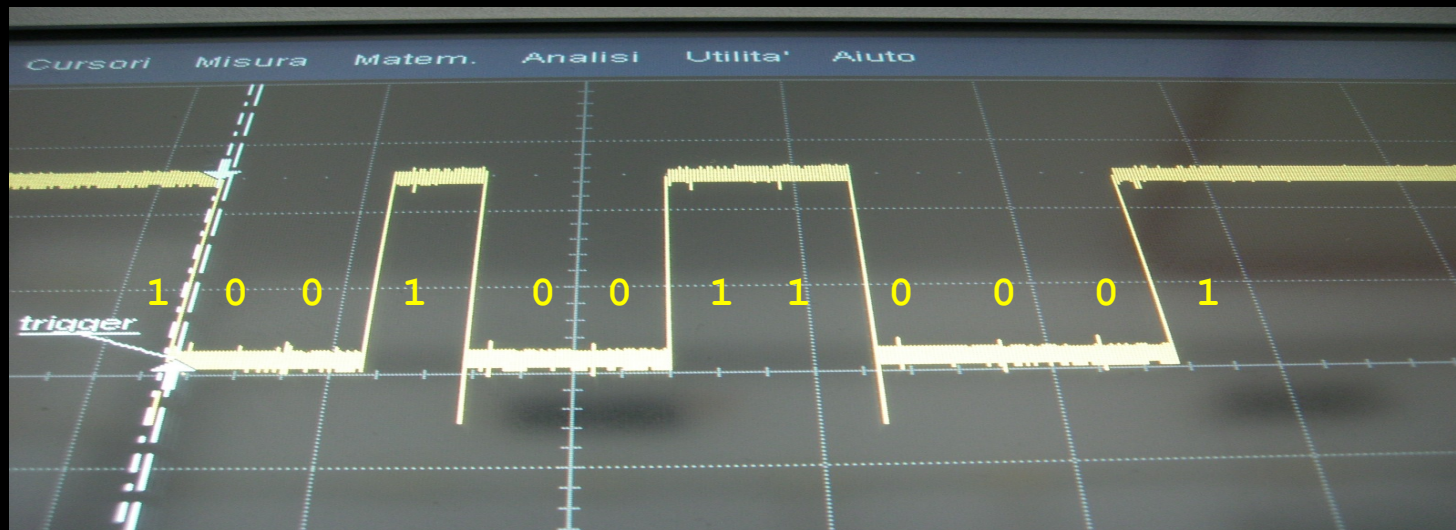 Cursori Misura Matem. Analisi Utilita' Aiuto
1 0 0 1 0 0 1 1 0 0 0 1
trigger